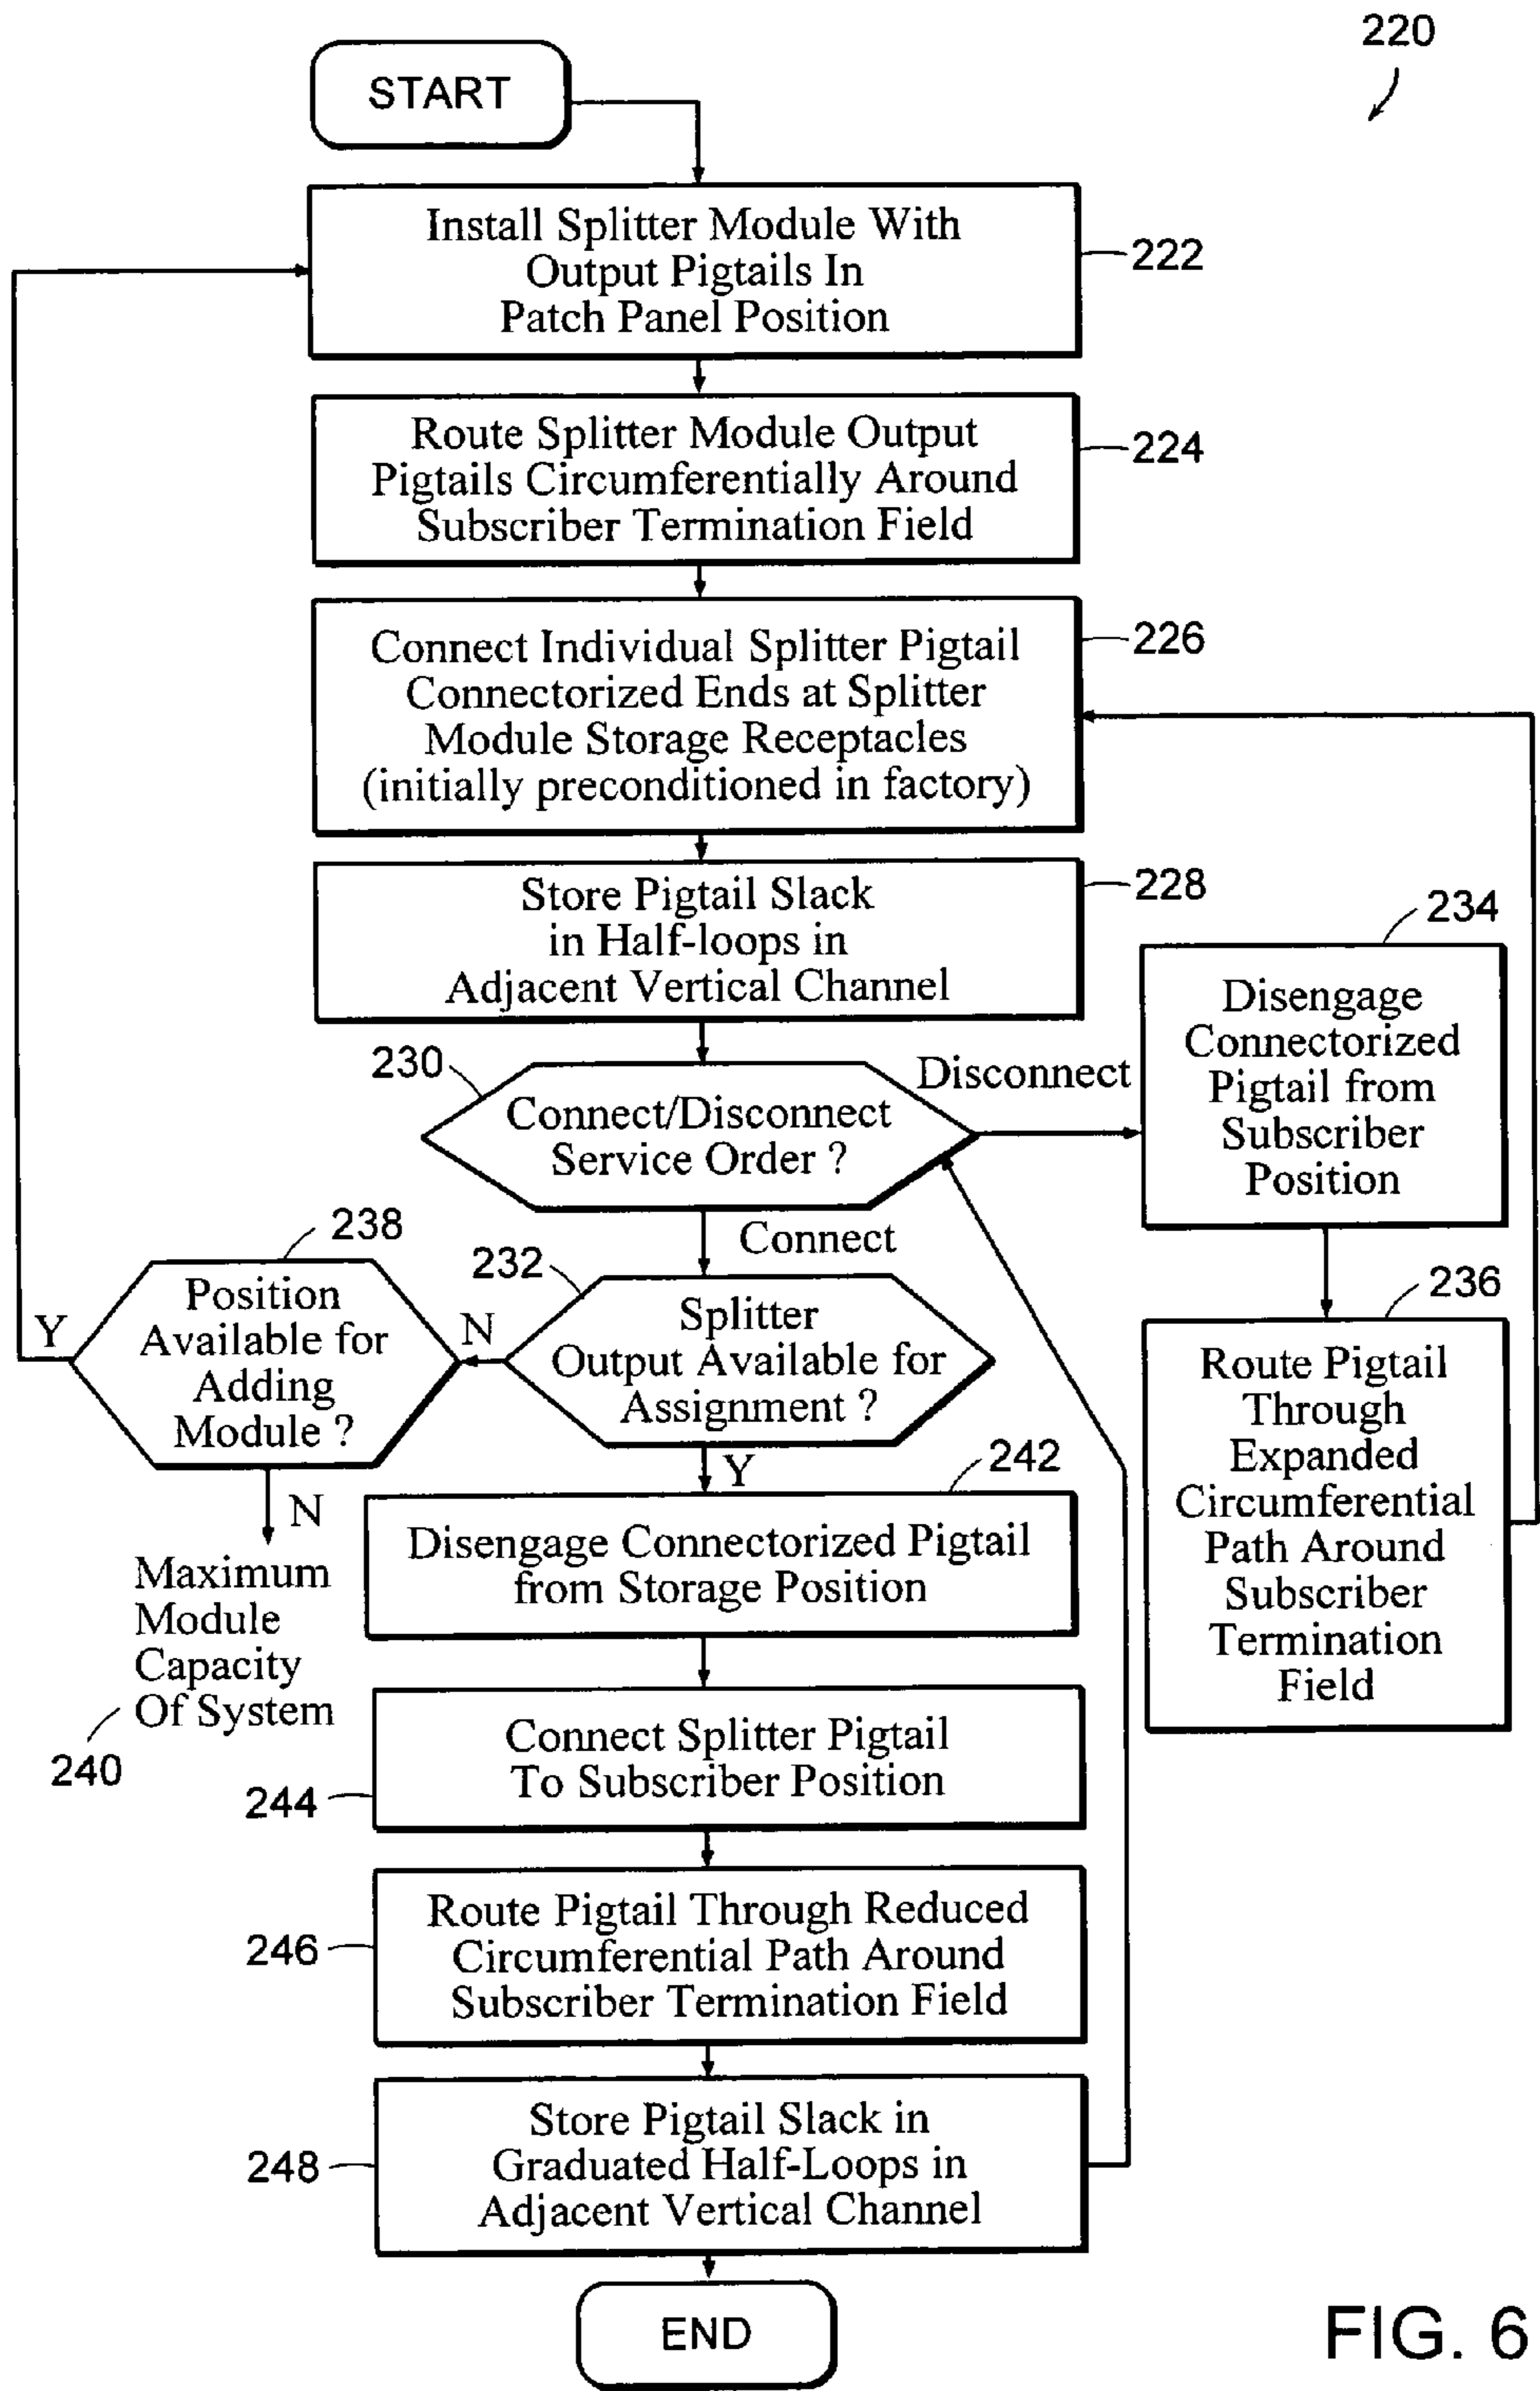 220
START
Install Splitter Module With
Output Pigtails In
Patch Panel Position
222
Route Splitter Module Output
Pigtails Circumferentially Around
Subscriber Termination Field
224
Connect Individual Splitter Pigtail
Connectorized Ends at Splitter
Module Storage Receptacles
(initially preconditioned in factory)
226
Store Pigtail Slack
in Half-loops in
Adjacent Vertical Channel
228
230
Connect/Disconnect
Service Order ?
Disconnect
234
Disengage
Connectorized
Pigtail from
Subscriber
Position
236
Route Pigtail
Through
Expanded
Circumferential
Path Around
Subscriber
Termination
Field
Connect
232
Splitter
Output Available for
Assignment ?
N
238
Position
Available for
Adding
Module ?
Y
N
Maximum
Module
Capacity
Of System
240
Y
242
Disengage Connectorized Pigtail
from Storage Position
Connect Splitter Pigtail
To Subscriber Position
244
Route Pigtail Through Reduced
Circumferential Path Around
Subscriber Termination Field
246
Store Pigtail Slack in
Graduated Half-Loops in
Adjacent Vertical Channel
248
END
FIG. 6